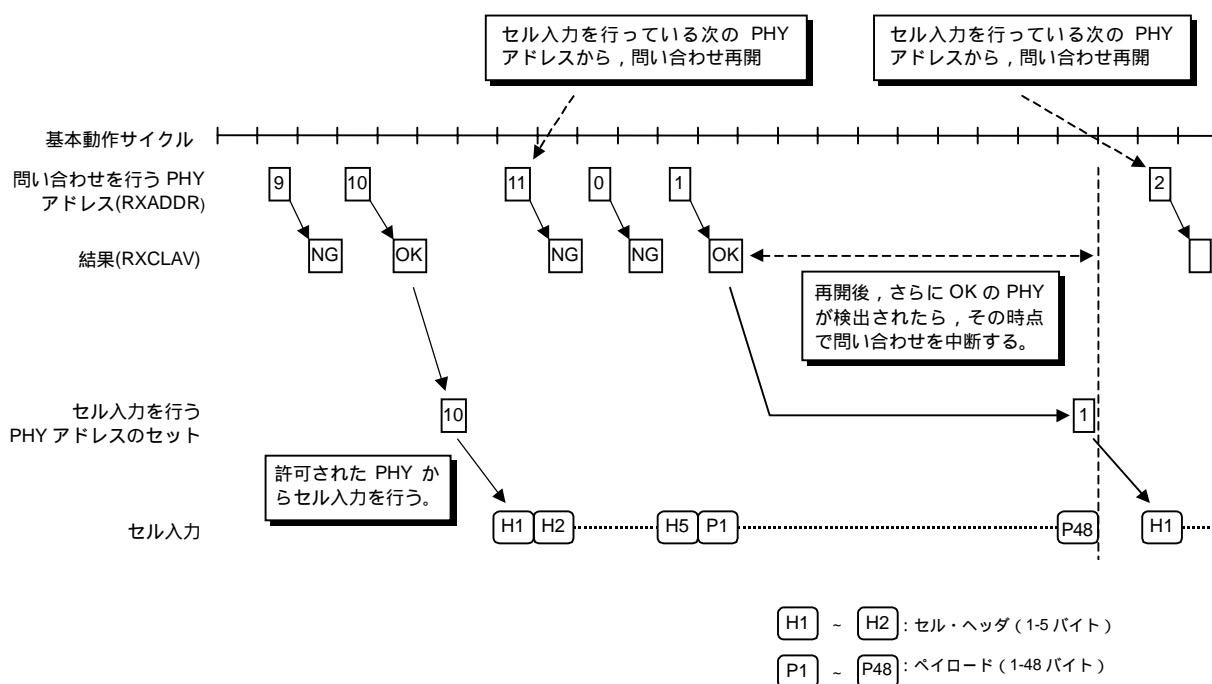 セル入力を行っている次の PHY
アドレスから，問い合わせ再開
セル入力を行っている次の PHY
アドレスから，問い合わせ再開
基本動作サイクル
問い合わせを行う PHY
アドレス(RXADDR)
9
10
11
0
1
2
結果(RXCLAV)
NG
OK
NG
NG
OK
再開後，さらに OK の PHY
が検出されたら，その時点
で問い合わせを中断する。
セル入力を行う
PHY アドレスのセット
10
1
許可された PHY か
らセル入力を行う。
セル入力
H1
H2
H5
P1
P48
H1
H1 ~ H2 : セル・ヘッダ（1-5 バイト）
P1 ~ P48 : ペイロード（1-48 バイト）